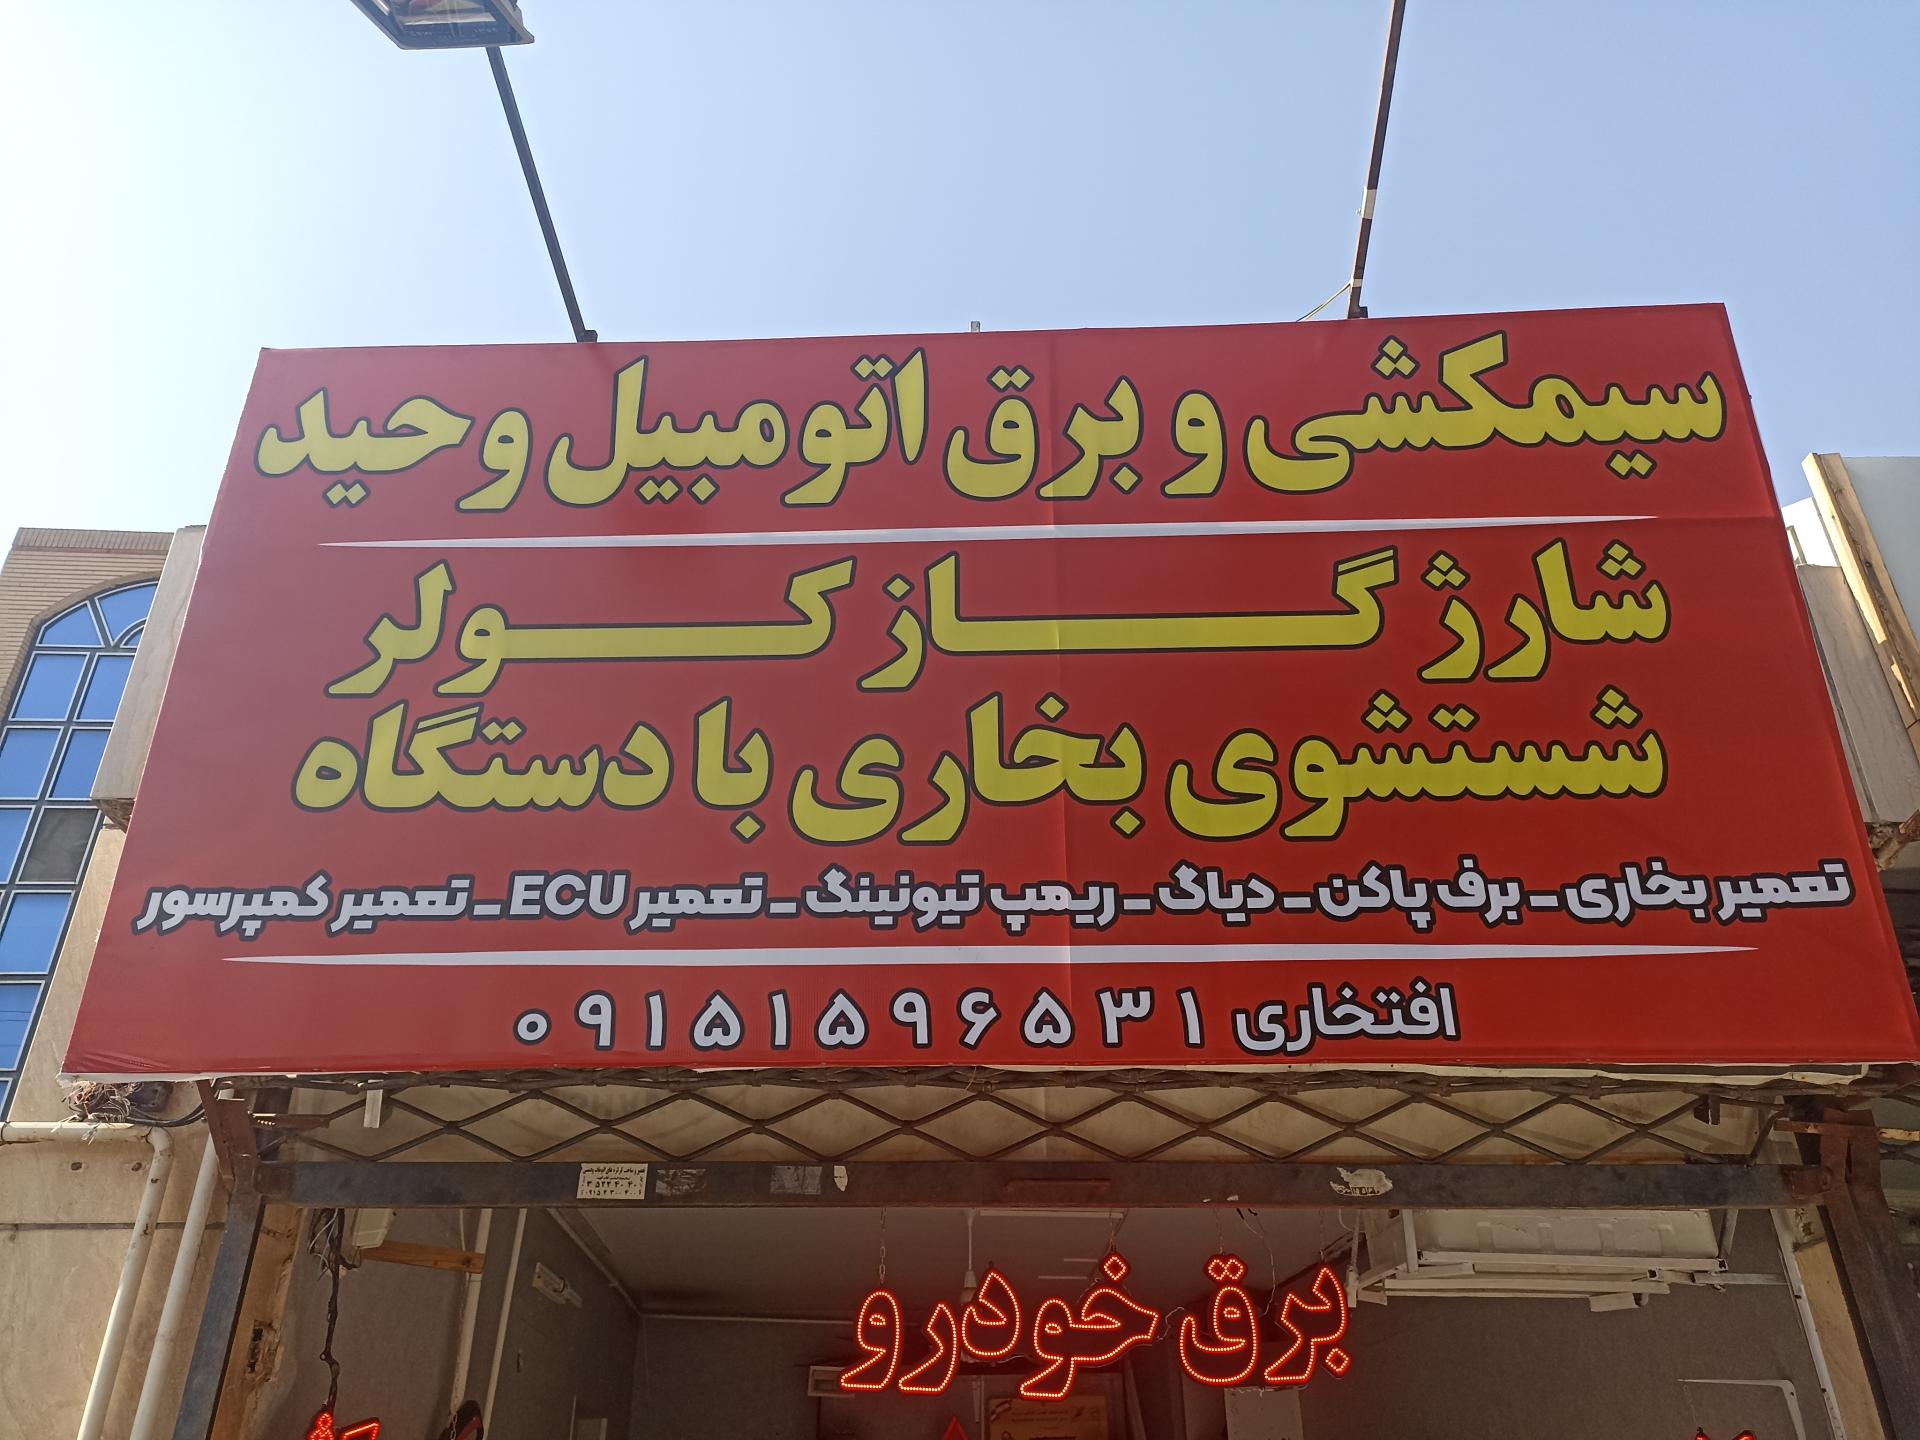 سیمکشی و برق اتومبیل وحید
شارژ گاز کولر
شستشوی بخاری با دستگاه
تعمیر بخاری - برف پاکن - دیاگ - ریمپ تیونینگ - تعمیر ECU - تعمیر کمپرسور
افتخاری ۰۹۱۵۱۵۹۶۵۳۱
برق خودرو